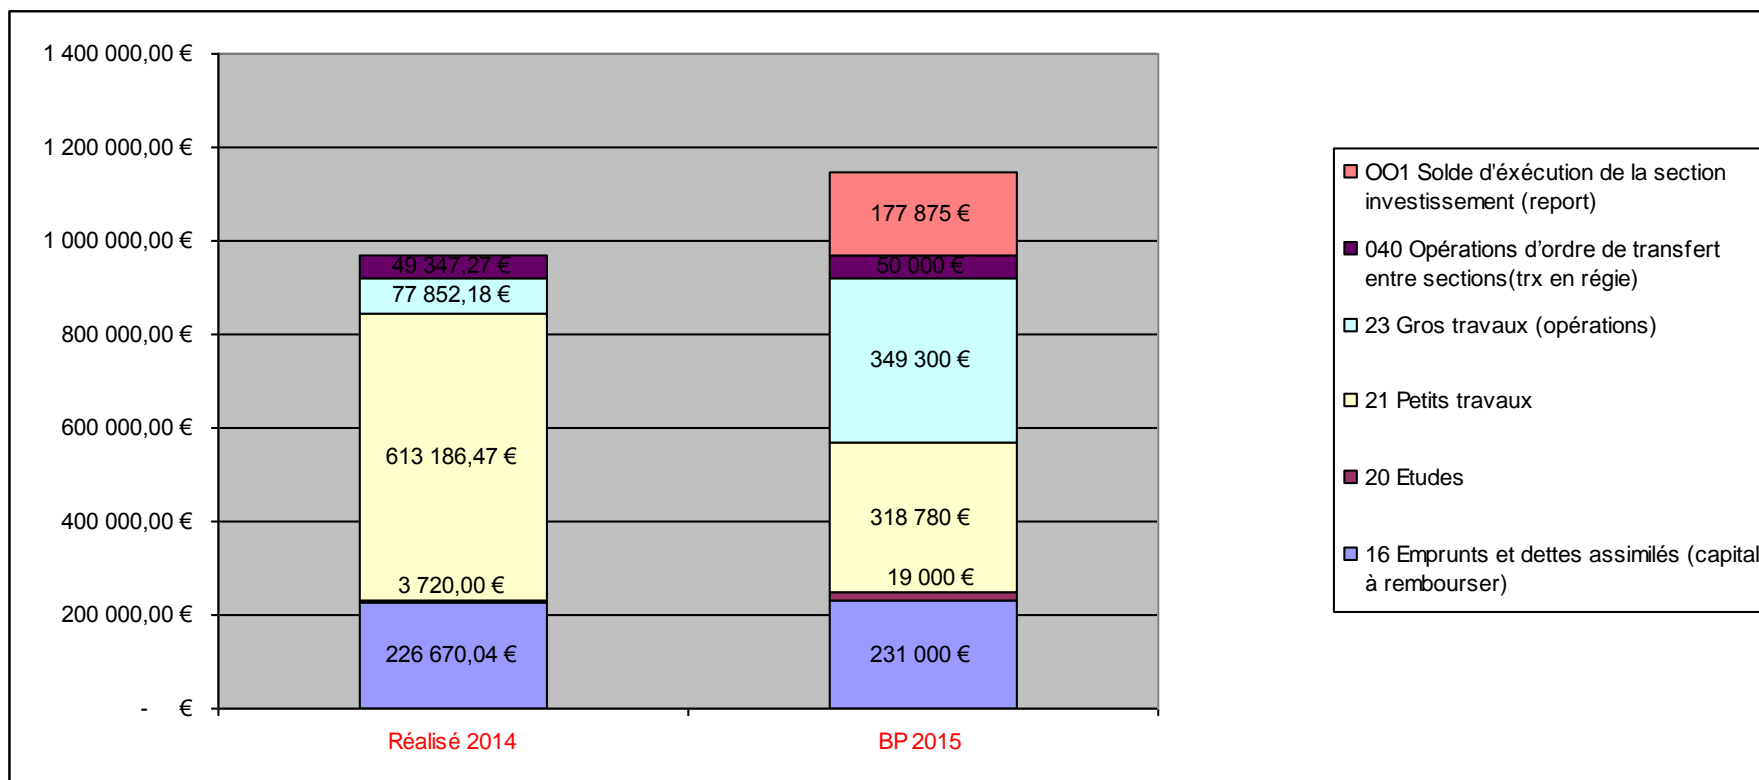 1 400 000,00 €
1 200 000,00 €
1 000 000,00 €
800 000,00 €
600 000,00 €
400 000,00 €
200 000,00 €
- €
49 347,27 €
77 852,18 €
613 186,47 €
3 720,00 €
226 670,04 €
177 875 €
50 000 €
349 300 €
318 780 €
19 000 €
231 000 €
Réalisé 2014
BP 2015
OO1 Solde d'éxécution de la section
investissement (report)
040 Opérations d’ordre de transfert
entre sections(trx en régie)
23 Gros travaux (opérations)
21 Petits travaux
20 Etudes
16 Emprunts et dettes assimilés (capital
à rembourser)